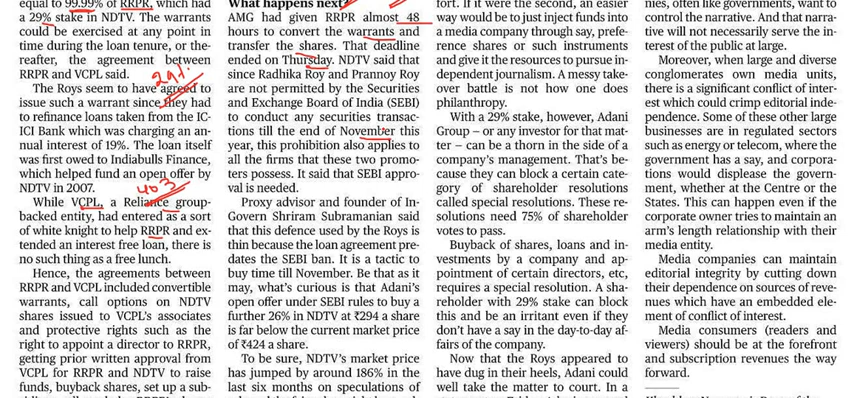 equal to 99.99% of RRPR, which had
a 29% stake in NDTV. The warrants
could be exercised at any point in
time during the loan tenure, or the-
reafter, the agreement between
RRPR and VCPL said.
29%
The Roys seem to have agreed to
issue such a warrant since they had
to refinance loans taken from the IC-
ICI Bank which was charging an an-
nual interest of 19%. The loan itself
was first owed to Indiabulls Finance,
which helped fund an open offer by
NDTV in 2007.
403
While VCPL, a Reliance group-
backed entity, had entered as a sort
of white knight to help RRPR and ex-
tended an interest free loan, there is
no such thing as a free lunch.
Hence, the agreements between
RRPR and VCPL included convertible
warrants, call options on NDTV
shares issued to VCPL's associates
and protective rights such as the
right to appoint a director to RRPR,
getting prior written approval from
VCPL for RRPR and NDTV to raise
funds, buyback shares, set up a sub-
What happens next?
AMG had given RRPR almost 48
hours to convert the warrants and
transfer the shares. That deadline
ended on Thursday. NDTV said that
since Radhika Roy and Prannoy Roy
are not permitted by the Securities
and Exchange Board of India (SEBI)
to conduct any securities transac-
tions till the end of November this
year, this prohibition also applies to
all the firms that these two promo-
ters possess. It said that SEBI appro-
val is needed.
Proxy advisor and founder of In-
Govern Shriram Subramanian said
that this defence used by the Roys is
thin because the loan agreement pre-
dates the SEBI ban. It is a tactic to
buy time till November. Be that as it
may, what's curious is that Adani's
open offer under SEBI rules to buy a
further 26% in NDTV at ₹294 a share
is far below the current market price
of ₹424 a share.
To be sure, NDTV's market price
has jumped by around 186% in the
last six months on speculations of
fort. If it were the second, an easier
way would be to just inject funds into
a media company through say, prefe-
rence shares or such instruments
and give it the resources to pursue in-
dependent journalism. A messy take-
over battle is not how one does
philanthropy.
With a 29% stake, however, Adani
Group – or any investor for that mat-
ter – can be a thorn in the side of a
company's management. That's be-
cause they can block a certain cate-
gory of shareholder resolutions
called special resolutions. These re-
solutions need 75% of shareholder
votes to pass.
Buyback of shares, loans and in-
vestments by a company and ap-
pointment of certain directors, etc,
requires a special resolution. A sha-
reholder with 29% stake can block
this and be an irritant even if they
don't have a say in the day-to-day af-
fairs of the company.
Now that the Roys appeared to
have dug in their heels, Adani could
well take the matter to court. In a
nies, often like governments, want to
control the narrative. And that narra-
tive will not necessarily serve the in-
terest of the public at large.
Moreover, when large and diverse
conglomerates own media units,
there is a significant conflict of inter-
est which could crimp editorial inde-
pendence. Some of these other large
businesses are in regulated sectors
such as energy or telecom, where the
government has a say, and corpora-
tions would displease the govern-
ment, whether at the Centre or the
States. This can happen even if the
corporate owner tries to maintain an
arm's length relationship with their
media entity.
Media companies can maintain
editorial integrity by cutting down
their dependence on sources of reve-
nues which have an embedded ele-
ment of conflict of interest.
Media consumers (readers and
viewers) should be at the forefront
and subscription revenues the way
forward.